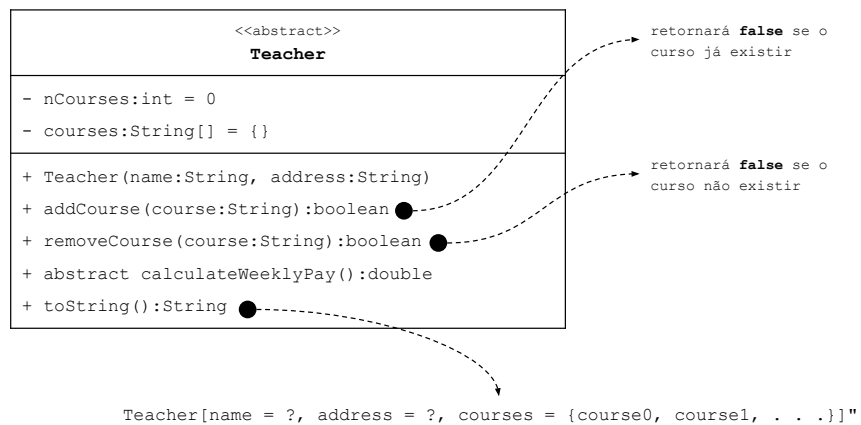 <<abstract>>
Teacher
- nCourses:int = 0
- courses:String[] = {}
+ Teacher(name:String, address:String)
+ addCourse(course:String):boolean
+ removeCourse(course:String):boolean
+ abstract calculateWeeklyPay():double
+ toString():String
retornará false se o
curso já existir
retornará false se o
curso não existir
Teacher[name = ?, address = ?, courses = {course0, course1, . . .}]"